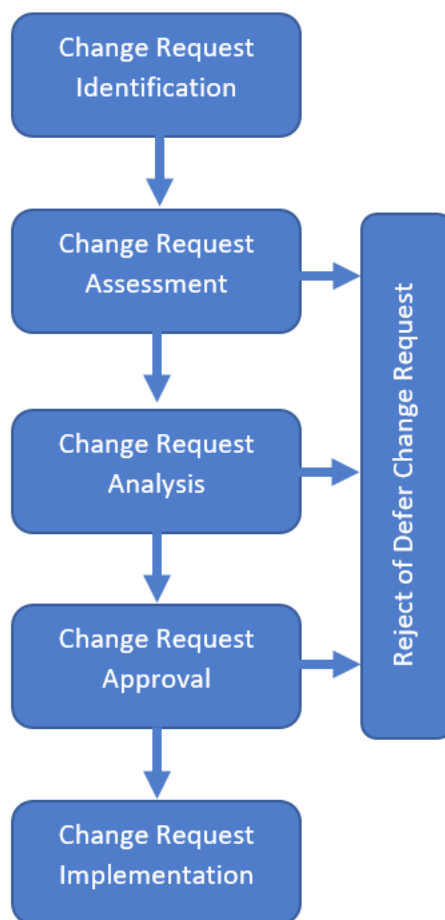 Change Request
Identification
Change Request
Assessment
Change Request
Analysis
Change Request
Approval
Change Request
Implementation
Reject of Defer Change Request